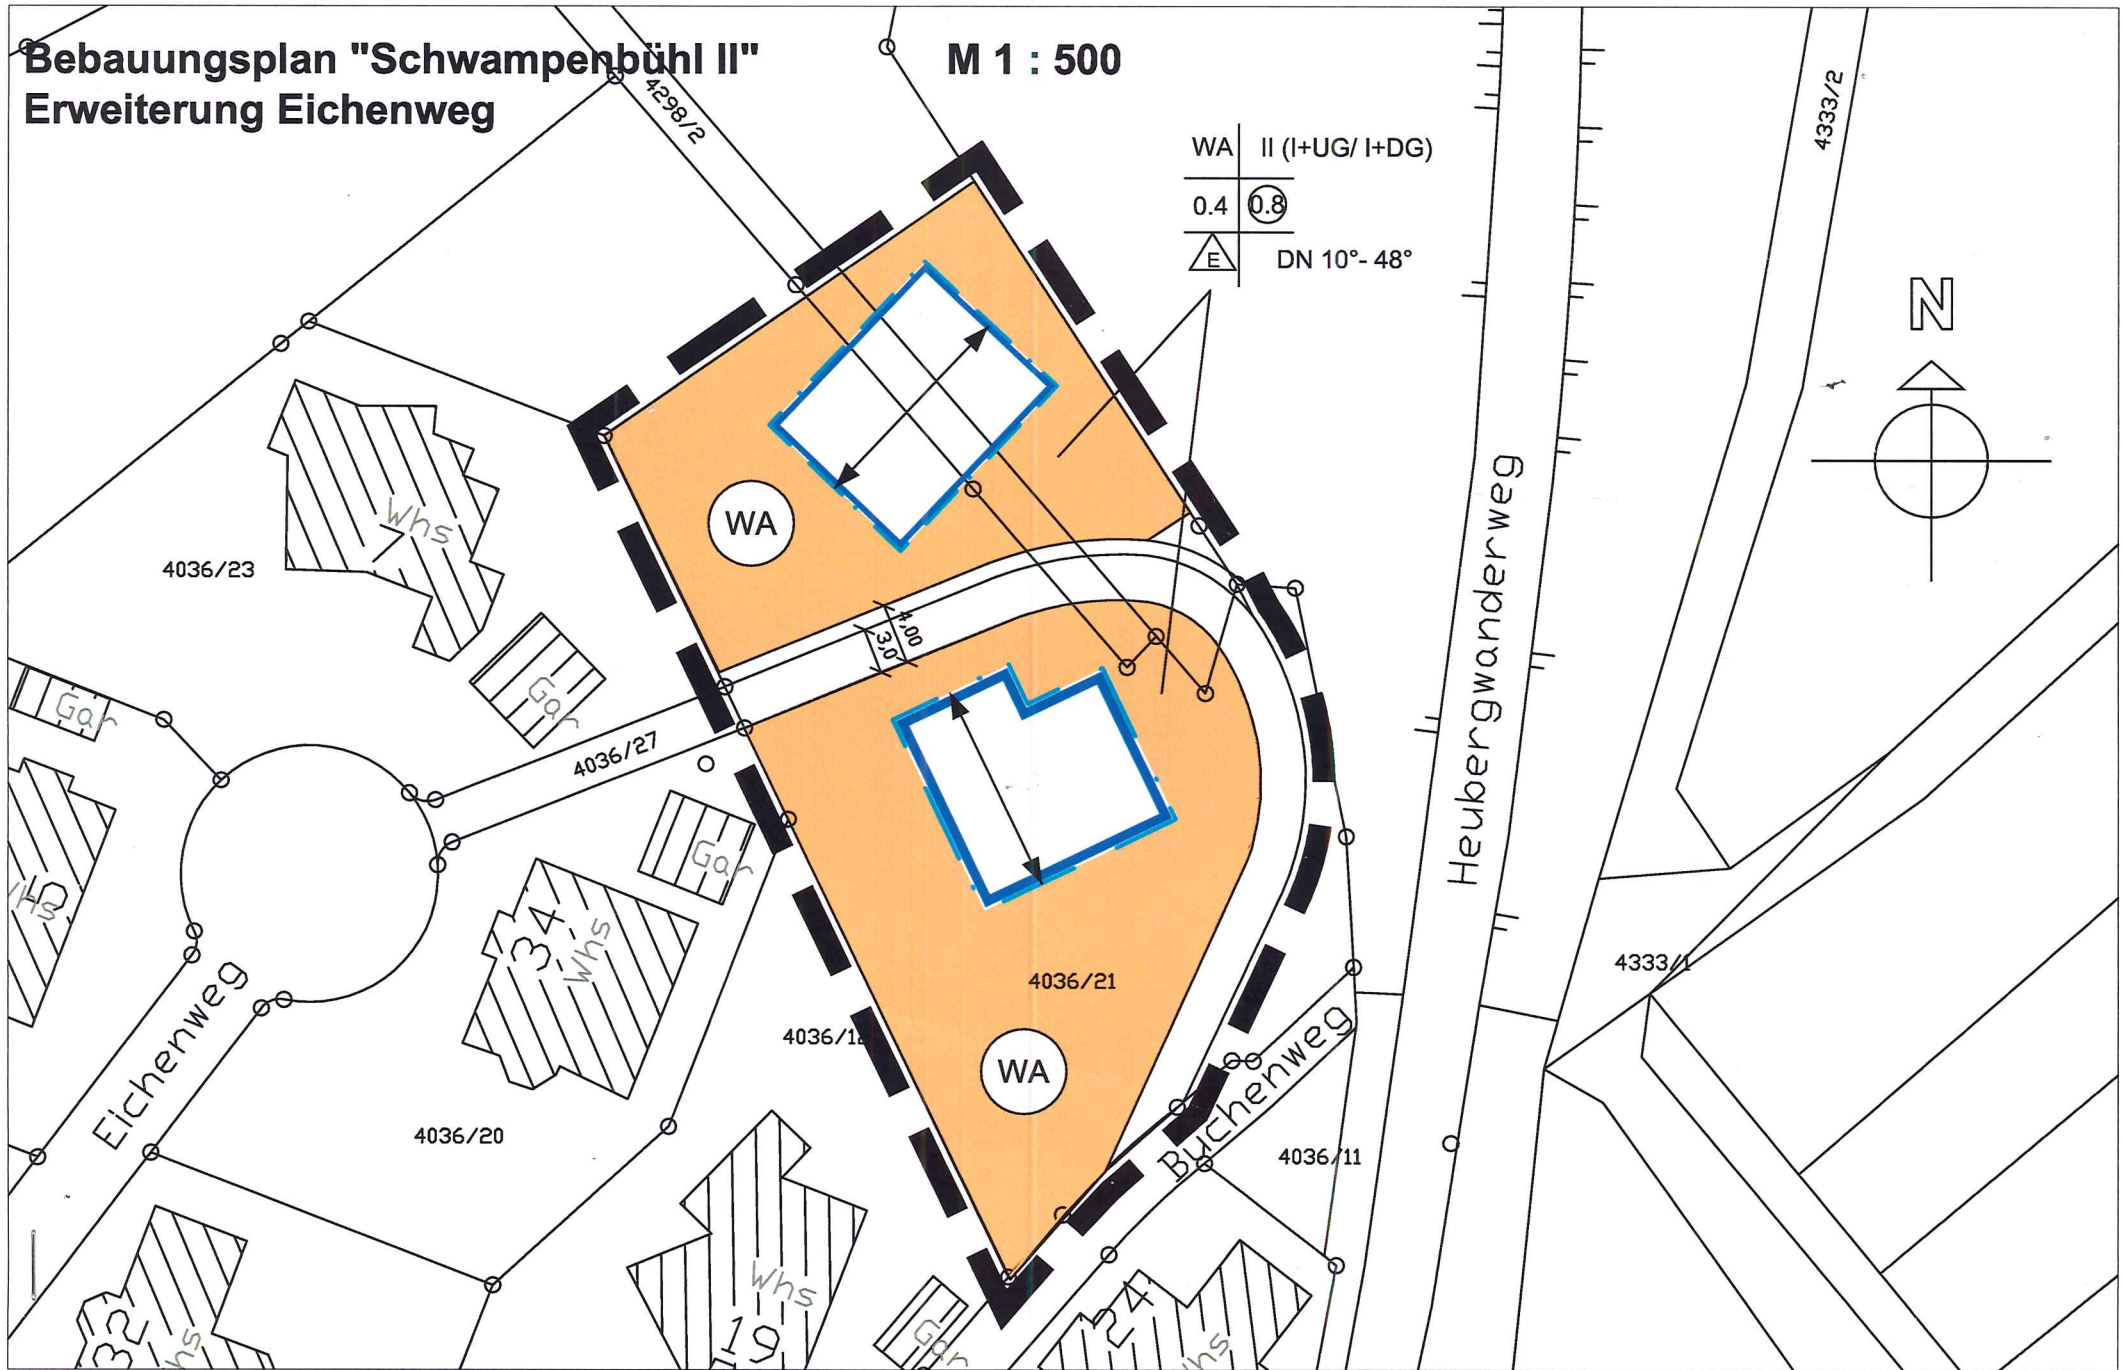 Bebauungsplan "Schwampenbühl II"
M 1 : 500
Erweiterung Eichenweg
4298/2
4333/2
WA II (I+UG/ I+DG)
0.4 0.8
E DN 10°- 48°
N
WA
Whs
4036/23
Gar
4,00
3,0
Gar
4036/27
Heubergwanderweg
Gar
34
Whs
Whs
4036/21
4333/1
4036/1
WA
Eichenweg
Buchenweg
4036/20
4036/11
Whs
19
24
Gar
32